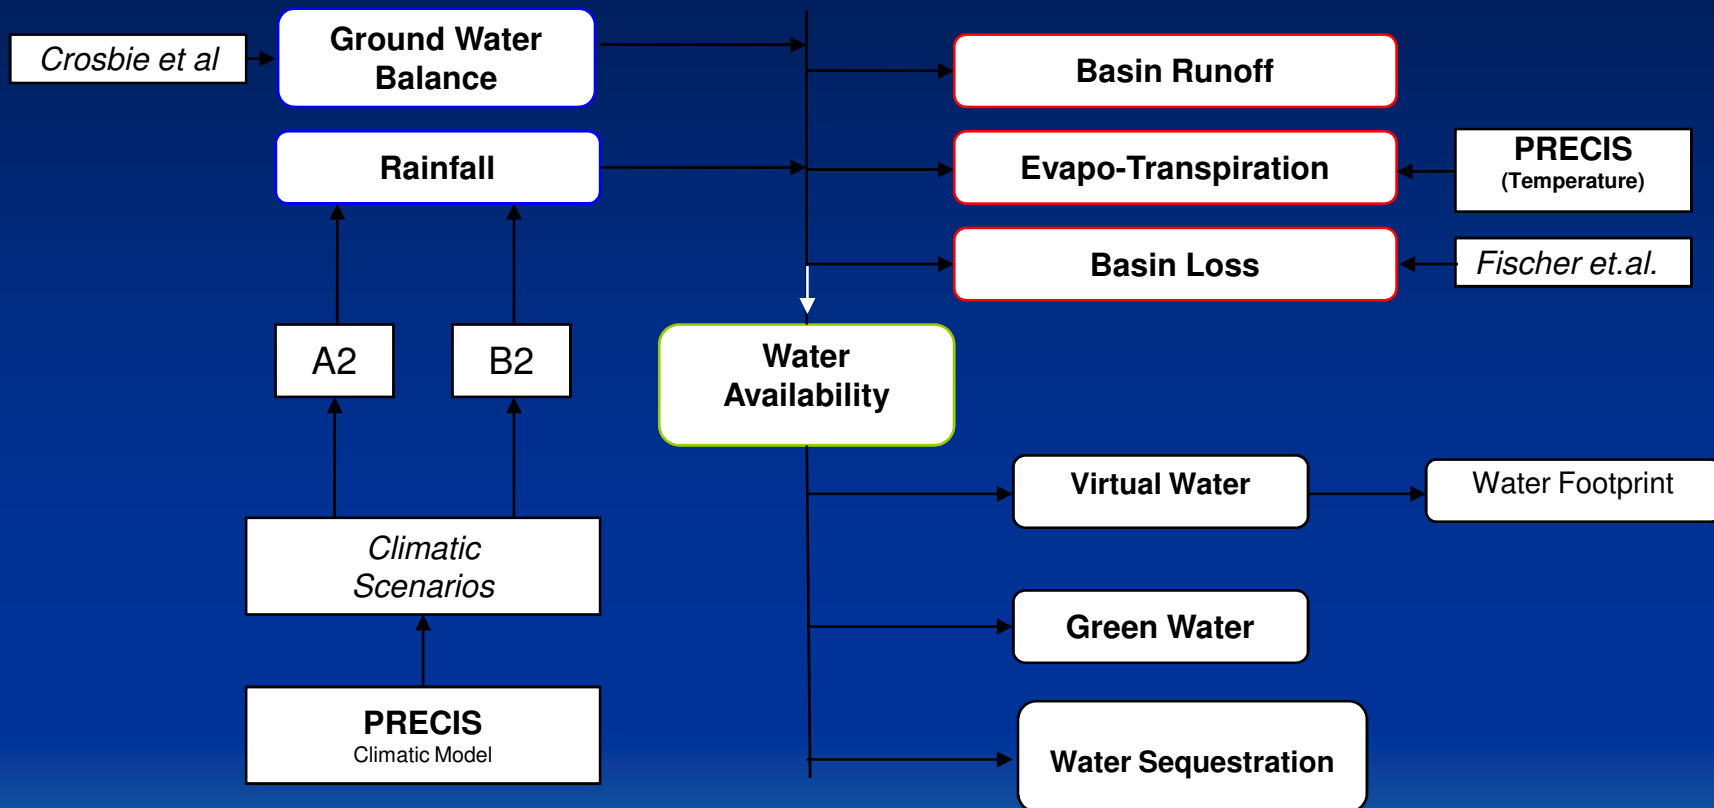 Crosbie et al
Ground Water
Balance
Basin Runoff
Rainfall
Evapo-Transpiration
PRECIS
(Temperature)
Basin Loss
Fischer et.al.
A2
B2
Water
Availability
Virtual Water
Water Footprint
Climatic
Scenarios
Green Water
PRECIS
Climatic Model
Water Sequestration